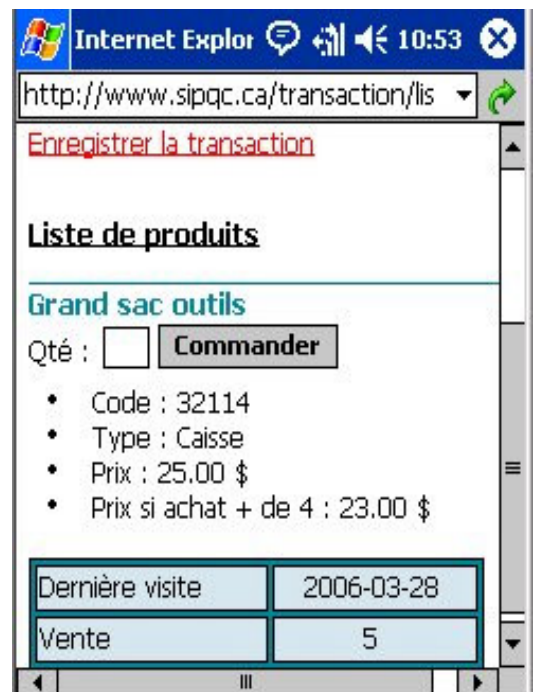 Internet Explor 10:53
http://www.sipqc.ca/transaction/lis
Enregistrer la transaction
Liste de produits
Grand sac outils
Qté : Commander
• Code : 32114
• Type : Caisse
• Prix : 25.00 $
• Prix si achat + de 4 : 23.00 $
Dernière visite 2006-03-28
Vente 5